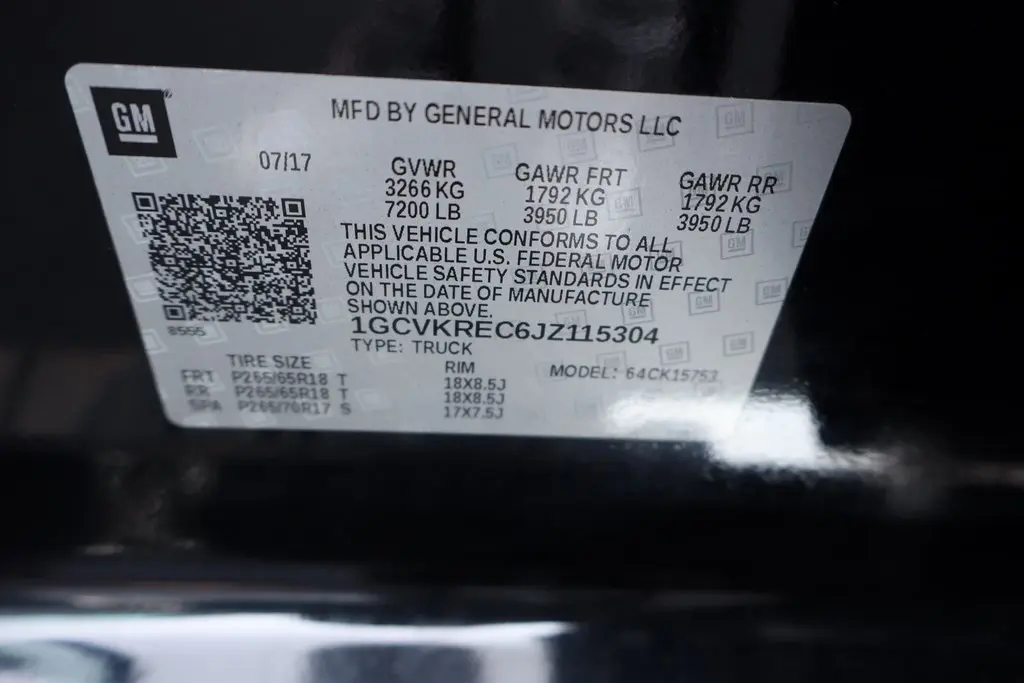 GM
MFD BY GENERAL MOTORS LLC
07/17
GVWR GAWR FRT GAWR RR
3266 KG 1792 KG 1792 KG
7200 LB 3950 LB 3950 LB
THIS VEHICLE CONFORMS TO ALL
APPLICABLE U.S. FEDERAL MOTOR
VEHICLE SAFETY STANDARDS IN EFFECT
ON THE DATE OF MANUFACTURE
SHOWN ABOVE.
8555
1GCVKREC6JZ115304
TYPE: TRUCK
TIRE SIZE RIM MODEL: 64CK15753
FRT P265/65R18 T 18X8.5J
RR P265/65R18 T 18X8.5J
SPA P265/70R17 S 17X7.5J